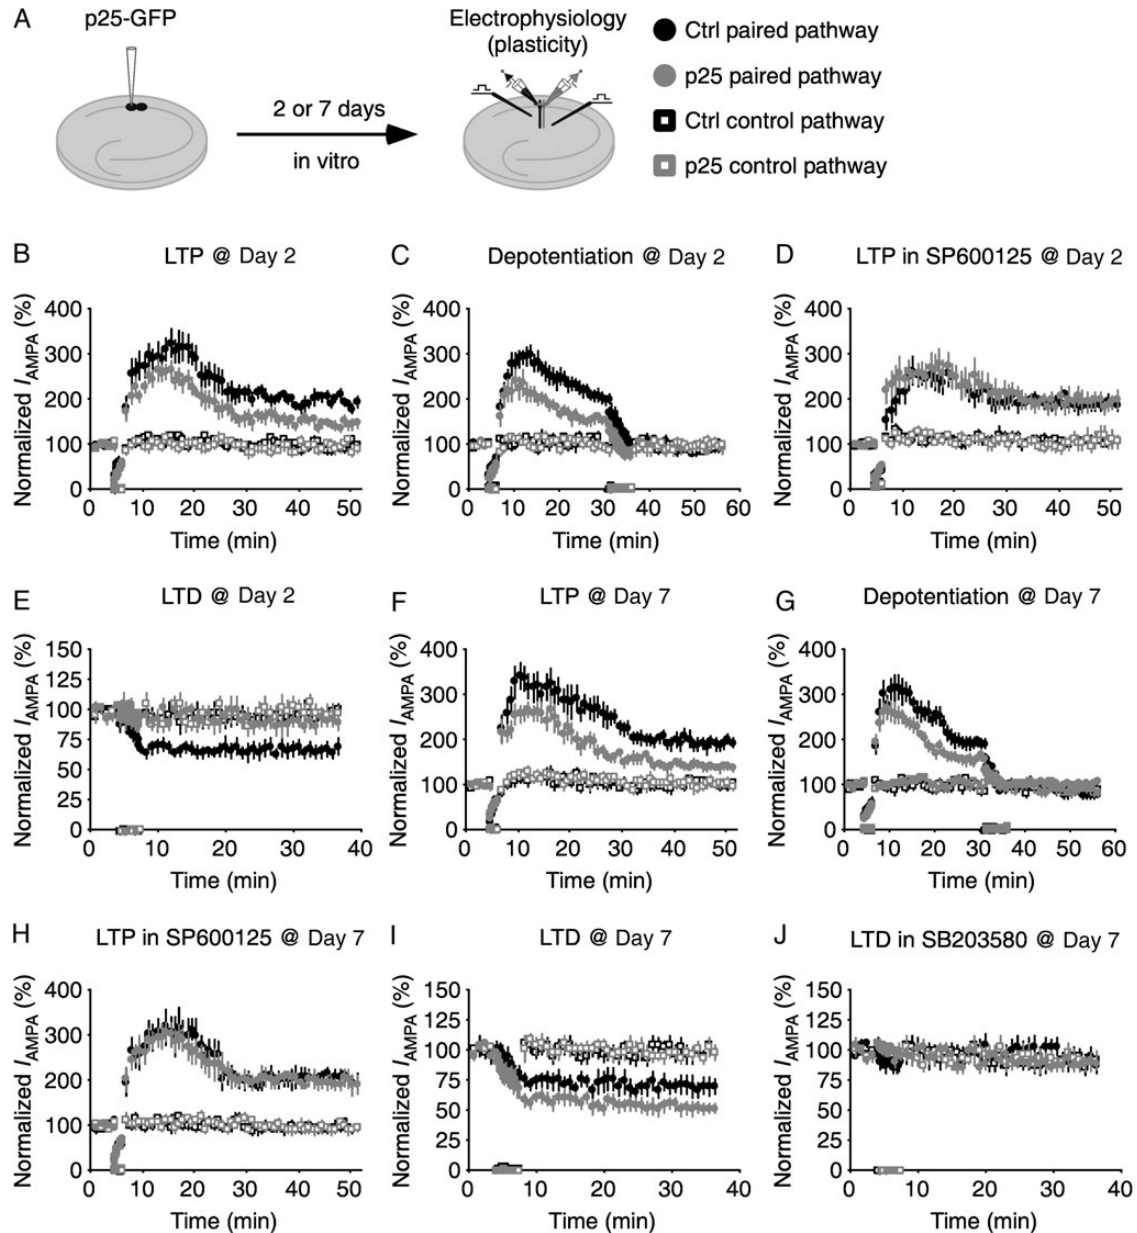 A
p25-GFP
2 or 7 days
in vitro
Electrophysiology
(plasticity)
Ctrl paired pathway
p25 paired pathway
Ctrl control pathway
p25 control pathway
B
LTP @ Day 2
Normalized I_AMPA (%)
400
300
200
100
0
0 10 20 30 40 50
Time (min)
C
Depotentiation @ Day 2
Normalized I_AMPA (%)
400
300
200
100
0
0 10 20 30 40 50 60
Time (min)
D
LTP in SP600125 @ Day 2
Normalized I_AMPA (%)
400
300
200
100
0
0 10 20 30 40 50
Time (min)
E
LTD @ Day 2
Normalized I_AMPA (%)
150
125
100
75
50
25
0
0 10 20 30 40
Time (min)
F
LTP @ Day 7
Normalized I_AMPA (%)
400
300
200
100
0
0 10 20 30 40 50
Time (min)
G
Depotentiation @ Day 7
Normalized I_AMPA (%)
400
300
200
100
0
0 10 20 30 40 50 60
Time (min)
H
LTP in SP600125 @ Day 7
Normalized I_AMPA (%)
400
300
200
100
0
0 10 20 30 40 50
Time (min)
I
LTD @ Day 7
Normalized I_AMPA (%)
150
125
100
75
50
25
0
0 10 20 30 40
Time (min)
J
LTD in SB203580 @ Day 7
Normalized I_AMPA (%)
150
125
100
75
50
25
0
0 10 20 30 40
Time (min)